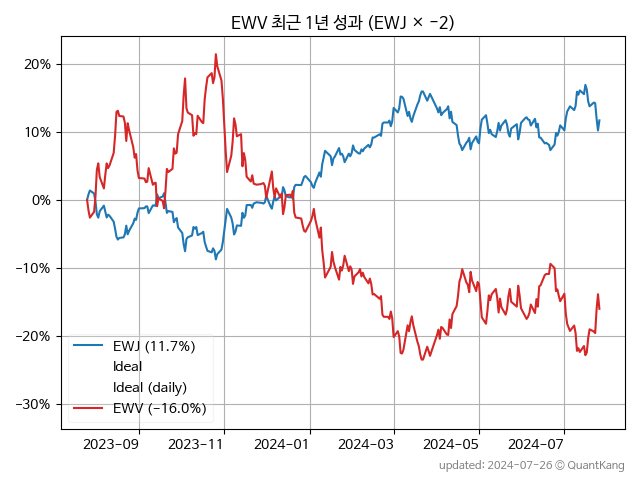 EWV 최근 1년 성과 (EWJ × −2)
20%
10%
0%
−10%
−20%
−30%
EWJ (11.7%)
Ideal
Ideal (daily)
EWV (−16.0%)
2023−09 2023−11 2024−01 2024−03 2024−05 2024−07
updated: 2024-07-26 ⓒ QuantKang